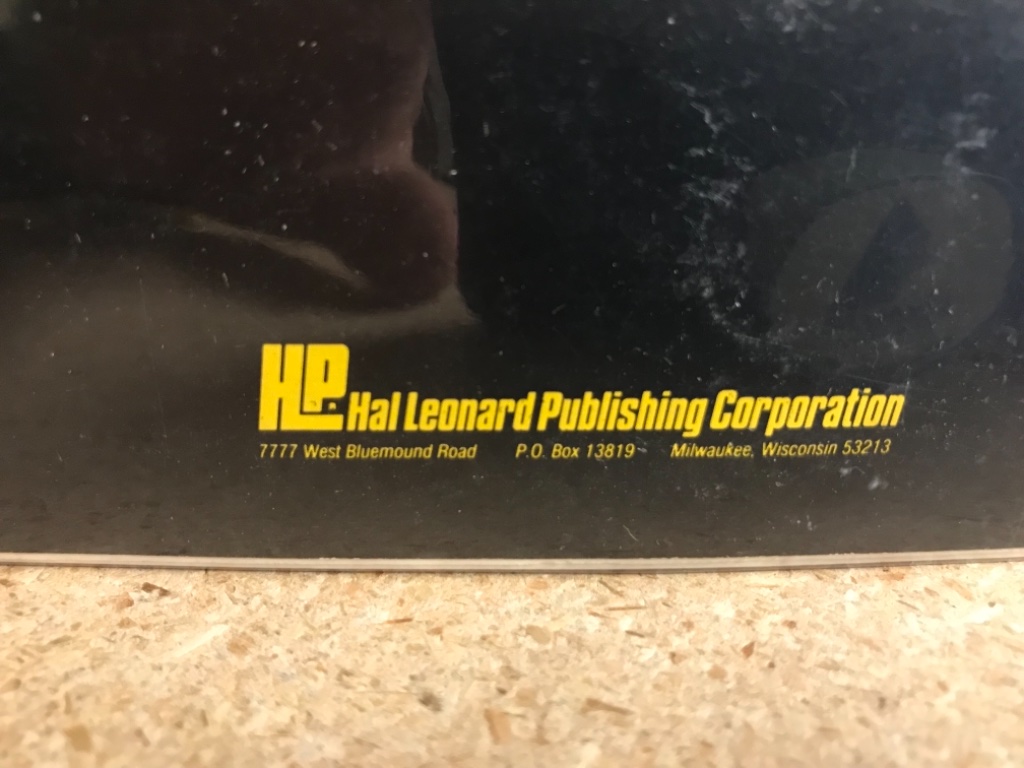 HLP Hal Leonard Publishing Corporation
7777 West Bluemound Road P.O. Box 13819 Milwaukee, Wisconsin 53213